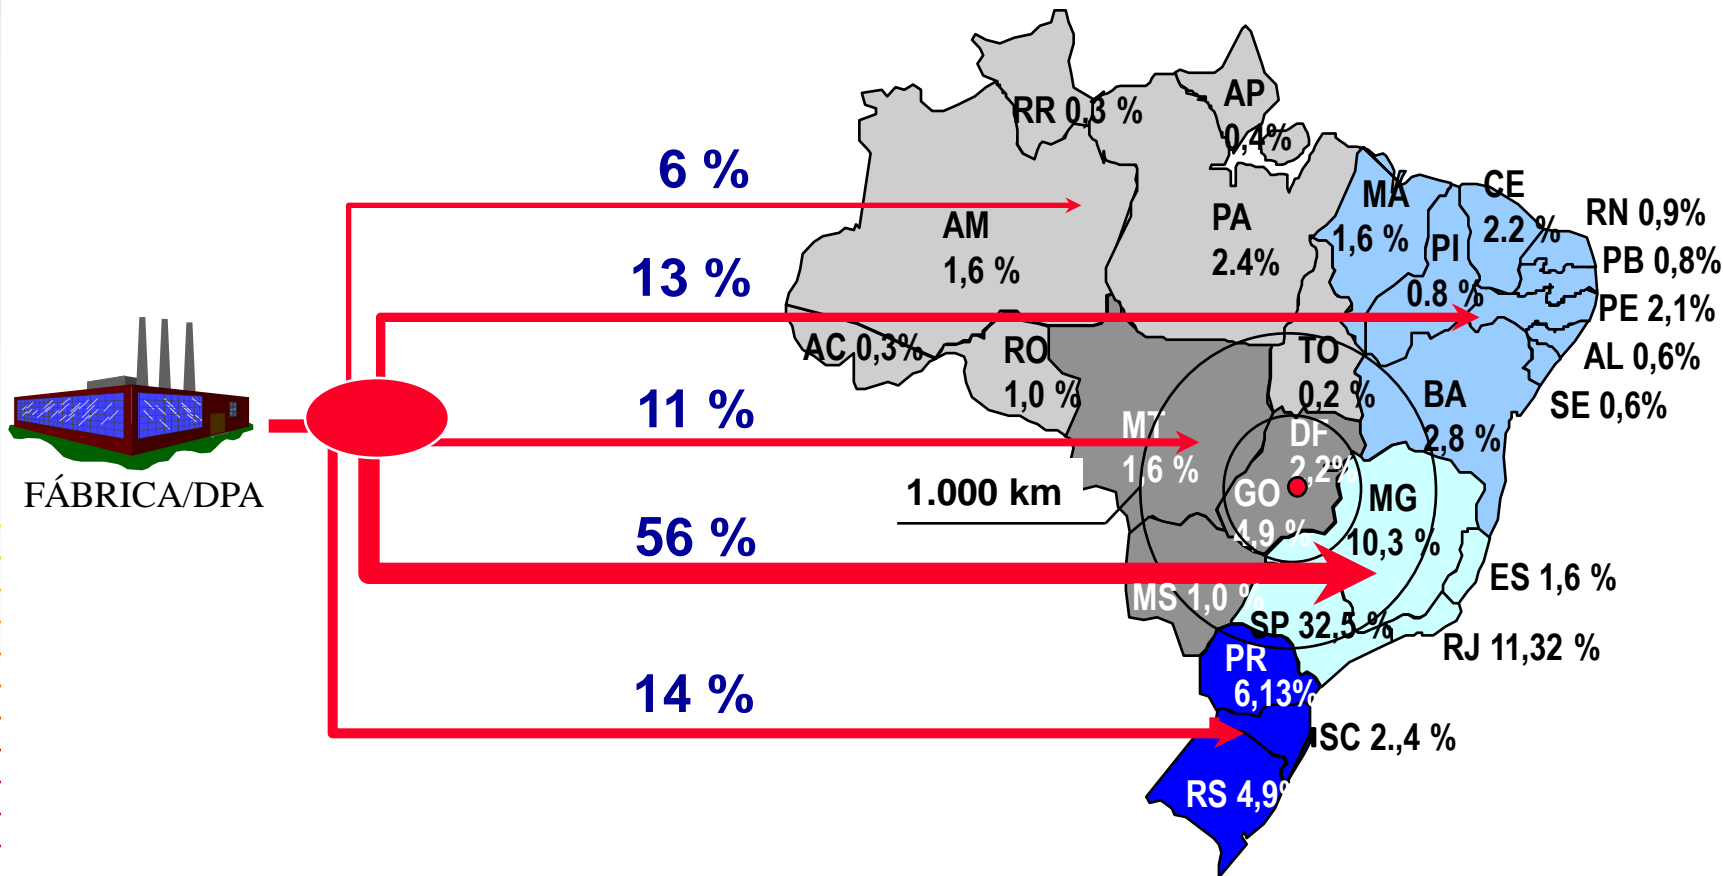 6 %
13 %
11 %
56 %
14 %
FÁBRICA/DPA
1.000 km
RR 0,3 %
AP
0,4%
AM
1,6 %
PA
2.4%
AC 0,3%
RO
1,0 %
TO
0,2 %
MA
1,6 %
PI
0.8 %
CE
2.2 %
RN 0,9%
PB 0,8%
PE 2,1%
AL 0,6%
SE 0,6%
BA
2,8 %
MT
1,6 %
DF
2,2%
GO
4,9 %
MS 1,0 %
MG
10,3 %
ES 1,6 %
SP 32,5 %
RJ 11,32 %
PR
6,13%
SC 2.,4 %
RS 4,9%